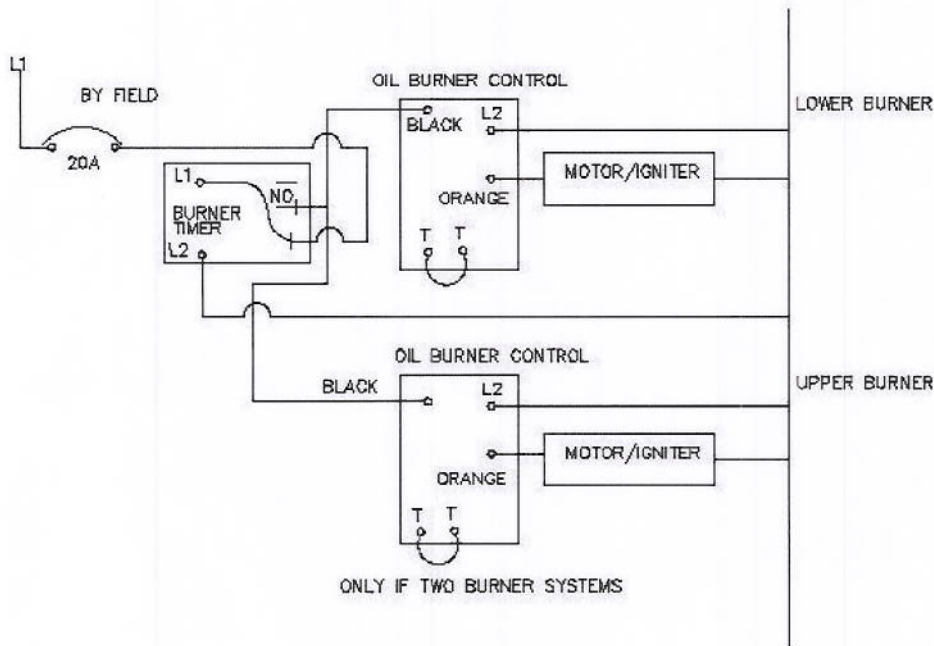 L1
BY FIELD
20A
L1
NO
BURNER
TIMER
L2
OIL BURNER CONTROL
BLACK
L2
ORANGE
T T
MOTOR/IGNITER
LOWER BURNER
OIL BURNER CONTROL
BLACK
L2
ORANGE
T T
MOTOR/IGNITER
UPPER BURNER
ONLY IF TWO BURNER SYSTEMS